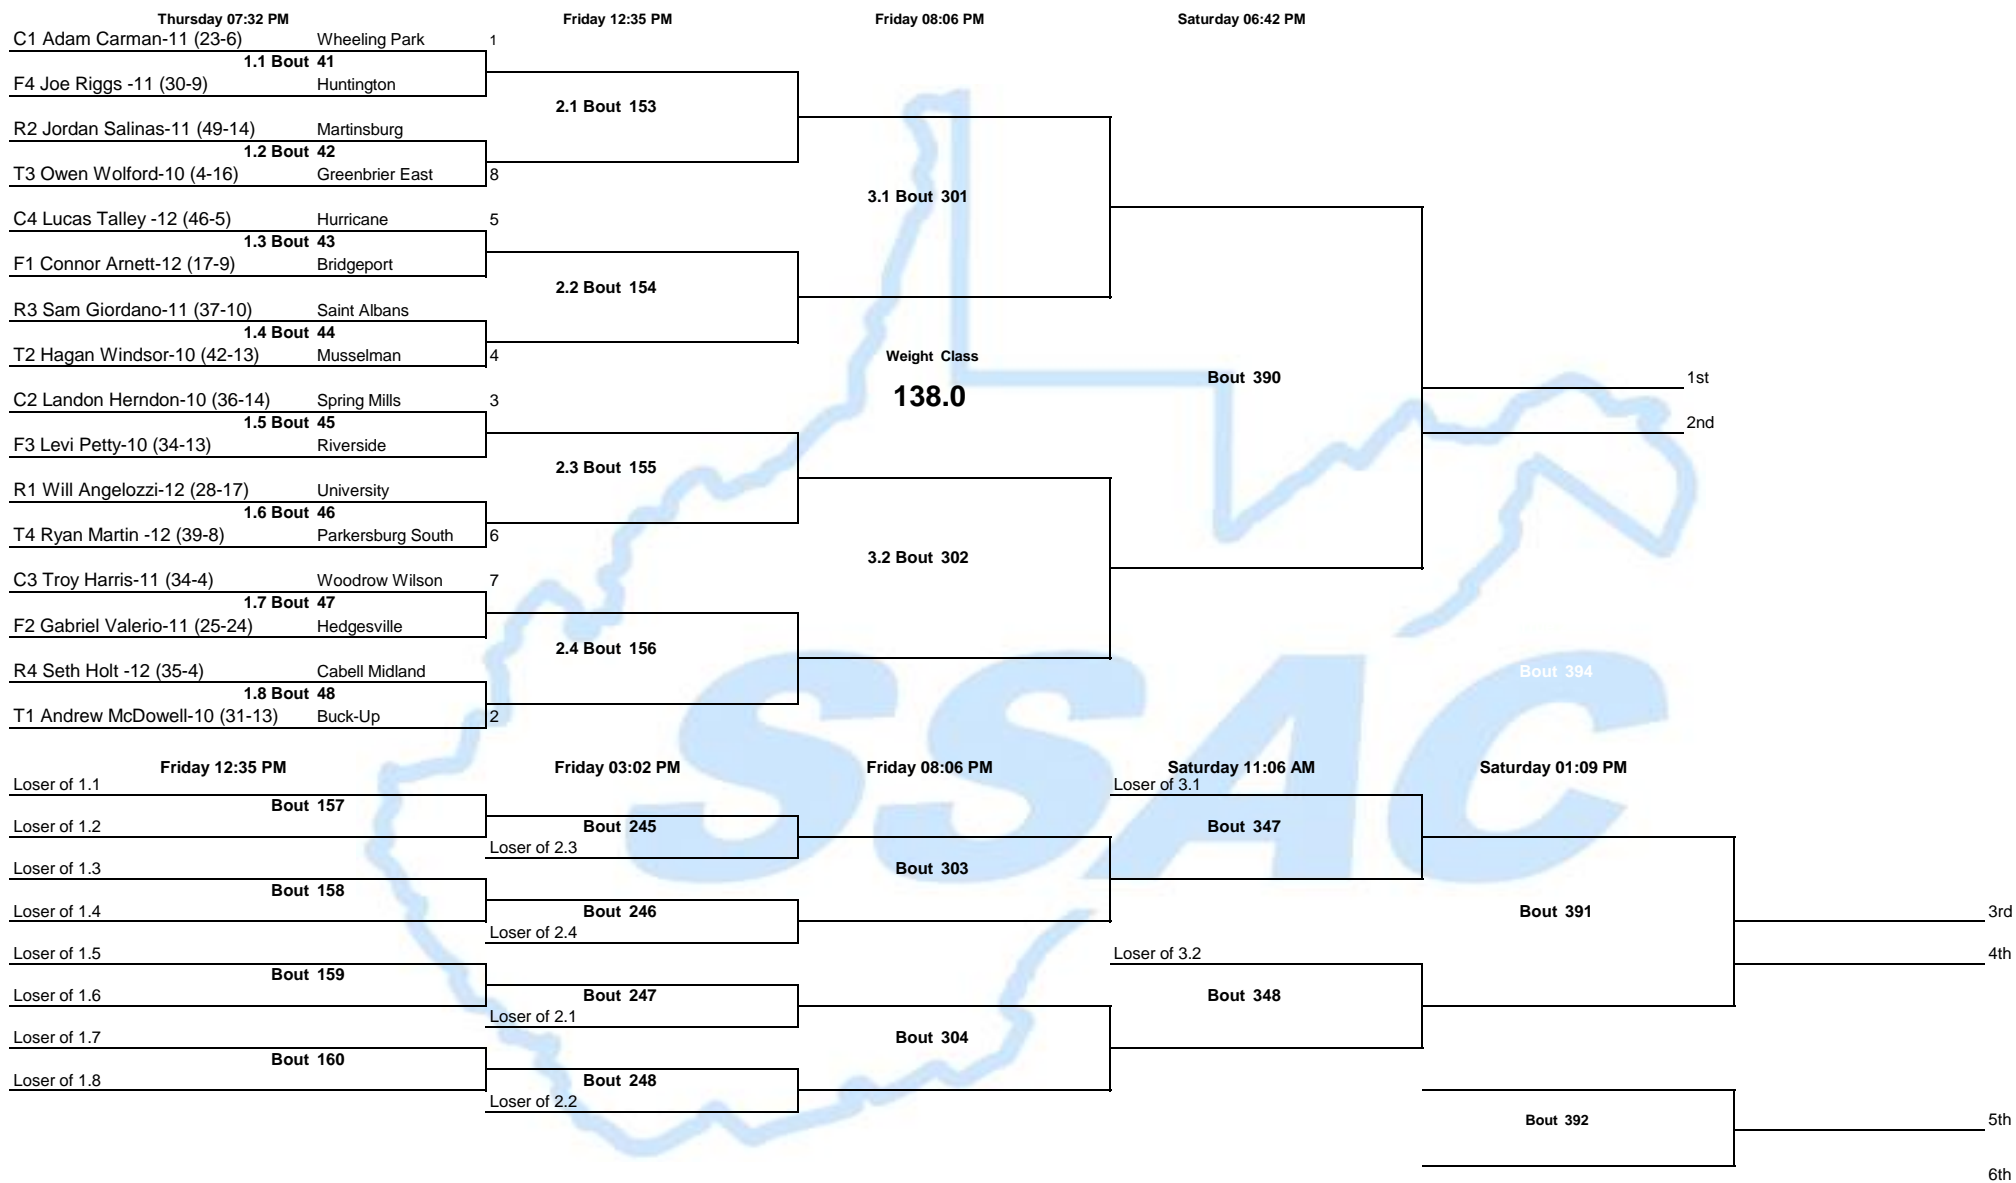 Thursday 07:32 PM Friday 12:35 PM Friday 08:06 PM Saturday 06:42 PM
C1 Adam Carman-11 (23-6) Wheeling Park 1
1.1 Bout 41
F4 Joe Riggs -11 (30-9) Huntington
2.1 Bout 153
R2 Jordan Salinas-11 (49-14) Martinsburg
1.2 Bout 42
T3 Owen Wolford-10 (4-16) Greenbrier East 8
3.1 Bout 301
C4 Lucas Talley -12 (46-5) Hurricane 5
1.3 Bout 43
F1 Connor Arnett-12 (17-9) Bridgeport
2.2 Bout 154
R3 Sam Giordano-11 (37-10) Saint Albans
1.4 Bout 44
T2 Hagan Windsor-10 (42-13) Musselman 4
Weight Class
138.0
Bout 390
1st
2nd
C2 Landon Herndon-10 (36-14) Spring Mills 3
1.5 Bout 45
F3 Levi Petty-10 (34-13) Riverside
2.3 Bout 155
R1 Will Angelozzi-12 (28-17) University
1.6 Bout 46
T4 Ryan Martin -12 (39-8) Parkersburg South 6
3.2 Bout 302
C3 Troy Harris-11 (34-4) Woodrow Wilson 7
1.7 Bout 47
F2 Gabriel Valerio-11 (25-24) Hedgesville
2.4 Bout 156
R4 Seth Holt -12 (35-4) Cabell Midland
Bout 394
1.8 Bout 48
T1 Andrew McDowell-10 (31-13) Buck-Up 2
SSAC
Friday 12:35 PM Friday 03:02 PM Friday 08:06 PM Saturday 11:06 AM Saturday 01:09 PM
Loser of 1.1 Loser of 3.1
Bout 157
Loser of 1.2 Bout 245 Bout 347
Loser of 2.3
Loser of 1.3 Bout 303
Bout 158
Loser of 1.4 Bout 246 Bout 391 3rd
Loser of 2.4
Loser of 1.5 Loser of 3.2 4th
Bout 159
Loser of 1.6 Bout 247 Bout 348
Loser of 2.1
Loser of 1.7 Bout 304
Bout 160
Loser of 1.8 Bout 248
Loser of 2.2
Bout 392 5th
6th